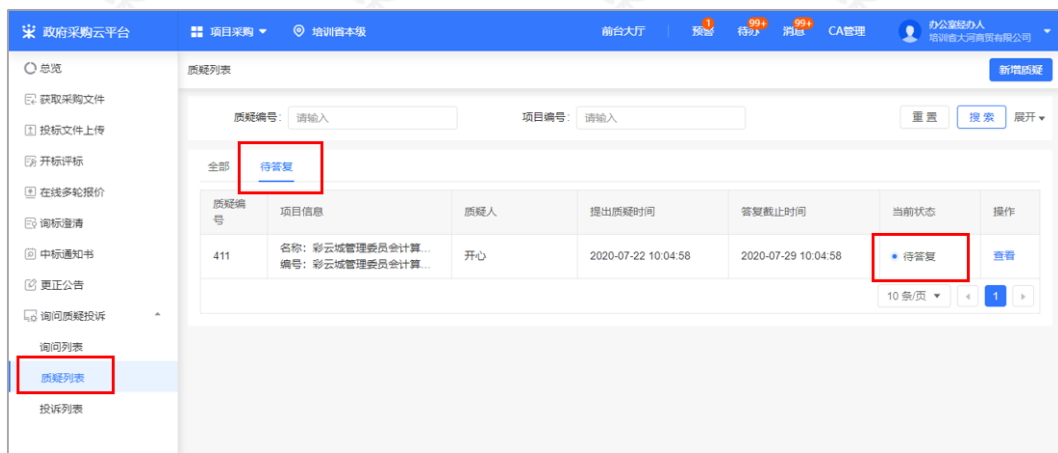 政府采购云平台
项目采购
培训省本级
前台大厅
预警
1
待办
99+
消息
99+
CA管理
办公室经办人
培训省大河商贸有限公司
总览
获取采购文件
投标文件上传
开标评标
在线多轮报价
询标澄清
中标通知书
更正公告
询问质疑投诉
询问列表
质疑列表
投诉列表
质疑列表
新增质疑
质疑编号: 请输入
项目编号: 请输入
重置
搜索
展开
全部
待答复
质疑编号
项目信息
质疑人
提出质疑时间
答复截止时间
当前状态
操作
411
名称：彩云城管理委员会计算...
编号：彩云城管理委员会计算...
开心
2020-07-22 10:04:58
2020-07-29 10:04:58
待答复
查看
10 条/页
1